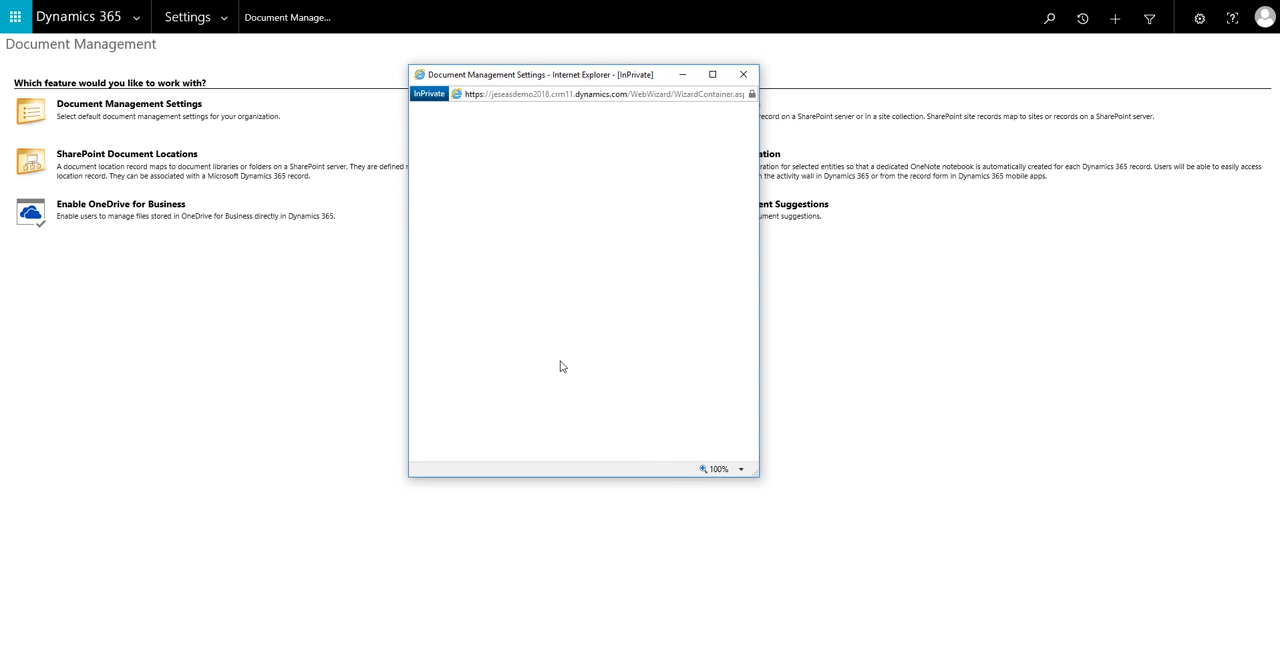 Dynamics 365 Settings Document Manage...
Document Management
Document Management Settings - Internet Explorer - [InPrivate]
InPrivate https://jeseasdemo2018.crm11.dynamics.com/WebWizard/WizardContainer.asp
Which feature would you like to work with?
Document Management Settings
Select default document management settings for your organization.
ecord on a SharePoint server or in a site collection. SharePoint site records map to sites or records on a SharePoint server.
SharePoint Document Locations
A document location record maps to document libraries or folders on a SharePoint server. They are defined r
location record. They can be associated with a Microsoft Dynamics 365 record.
ation
ration for selected entities so that a dedicated OneNote notebook is automatically created for each Dynamics 365 record. Users will be able to easily access
the activity wall in Dynamics 365 or from the record form in Dynamics 365 mobile apps.
Enable OneDrive for Business
Enable users to manage files stored in OneDrive for Business directly in Dynamics 365.
ent Suggestions
ument suggestions.
100%